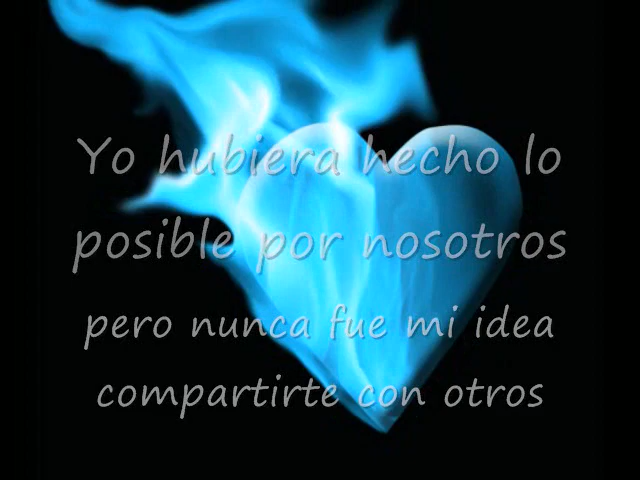 Yo hubiera hecho lo
posible por nosotros
pero nunca fue mi idea
compartirte con otros